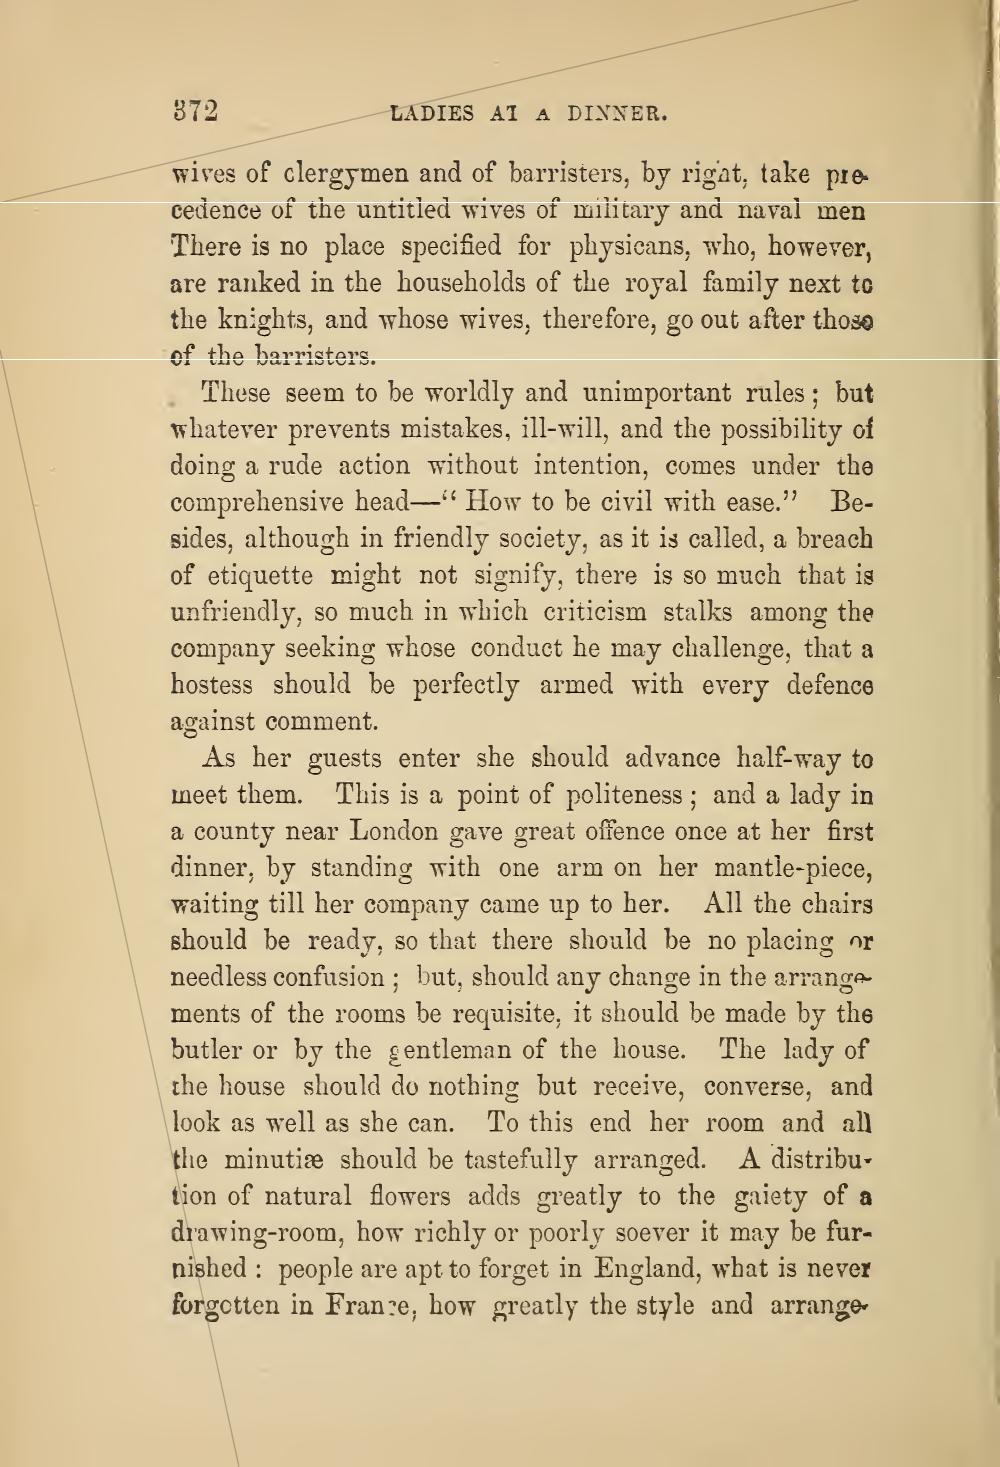 372 LADIES AT A DINNER.
wives of clergymen and of barristers, by right, take pre-
cedence of the untitled wives of military and naval men
There is no place specified for physicans, who, however,
are ranked in the households of the royal family next to
the knights, and whose wives, therefore, go out after those
of the barristers.
These seem to be worldly and unimportant rules; but
whatever prevents mistakes, ill-will, and the possibility of
doing a rude action without intention, comes under the
comprehensive head—“How to be civil with ease.” Be-
sides, although in friendly society, as it is called, a breach
of etiquette might not signify, there is so much that is
unfriendly, so much in which criticism stalks among the
company seeking whose conduct he may challenge, that a
hostess should be perfectly armed with every defence
against comment.
As her guests enter she should advance half-way to
meet them. This is a point of politeness; and a lady in
a county near London gave great offence once at her first
dinner, by standing with one arm on her mantle-piece,
waiting till her company came up to her. All the chairs
should be ready, so that there should be no placing or
needless confusion; but, should any change in the arrange-
ments of the rooms be requisite, it should be made by the
butler or by the gentleman of the house. The lady of
the house should do nothing but receive, converse, and
look as well as she can. To this end her room and all
the minutiæ should be tastefully arranged. A distribu-
tion of natural flowers adds greatly to the gaiety of a
drawing-room, how richly or poorly soever it may be fur-
nished: people are apt to forget in England, what is never
forgotten in France, how greatly the style and arrange-